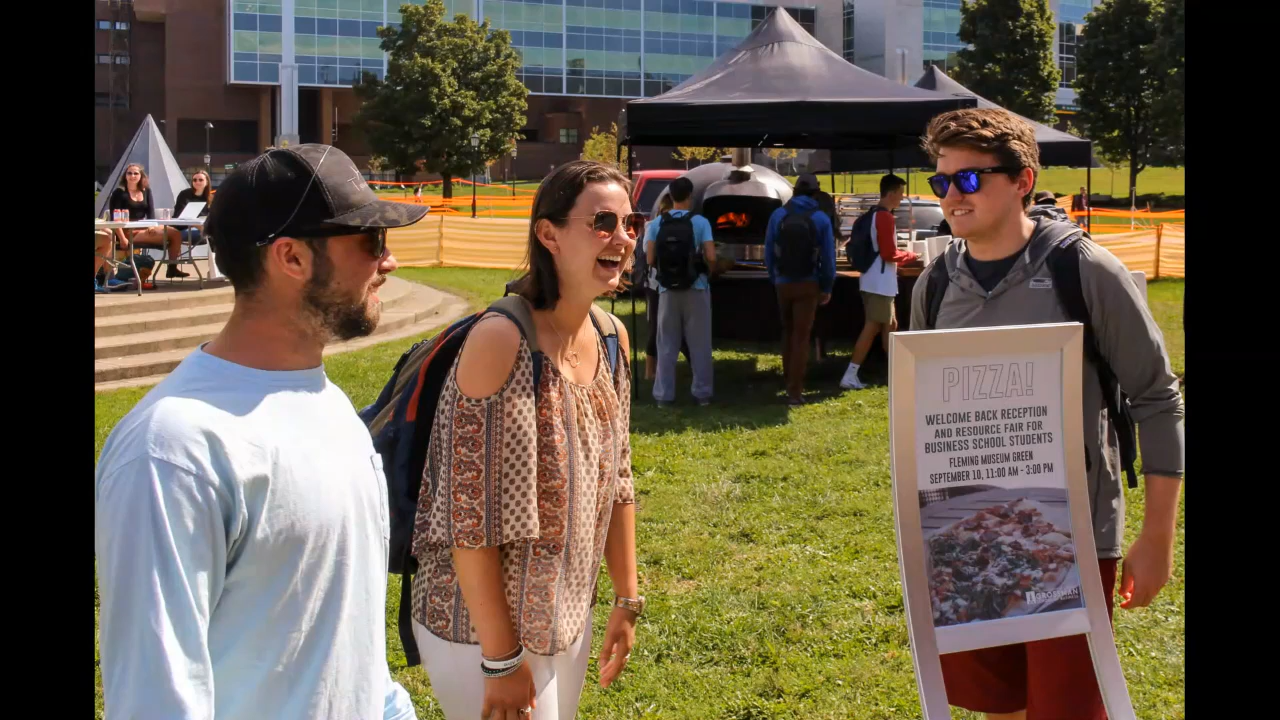 PIZZA!
WELCOME BACK RECEPTION
AND RESOURCE FAIR FOR
BUSINESS SCHOOL STUDENTS
FLEMING MUSEUM GREEN
SEPTEMBER 10, 11:00 AM - 3:00 PM
GROSSMAN